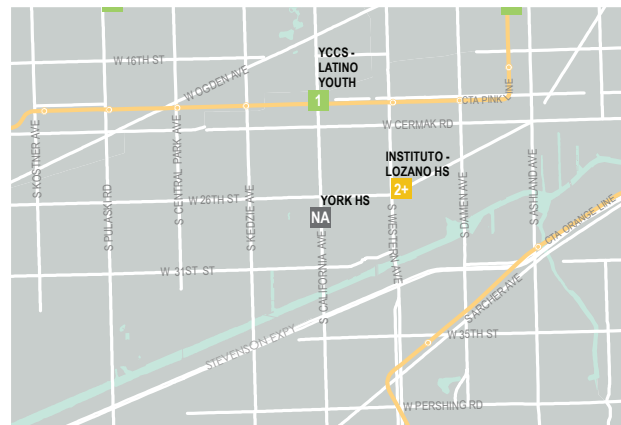 YCCS -
LATINO
YOUTH
W 16TH ST
W OGDEN AVE
1
CTA PINK LINE
W CERMAK RD
S KOSTNER AVE
S PULASKI RD
S CENTRAL PARK AVE
S KEDZIE AVE
S CALIFORNIA AVE
S WESTERN AVE
S DAMEN AVE
S ASHLAND AVE
INSTITUTO -
LOZANO HS
2+
W 26TH ST
YORK HS
NA
CTA ORANGE LINE
W 31ST ST
S ARCHER AVE
STEVENSON EXPY
W 35TH ST
W PERSHING RD